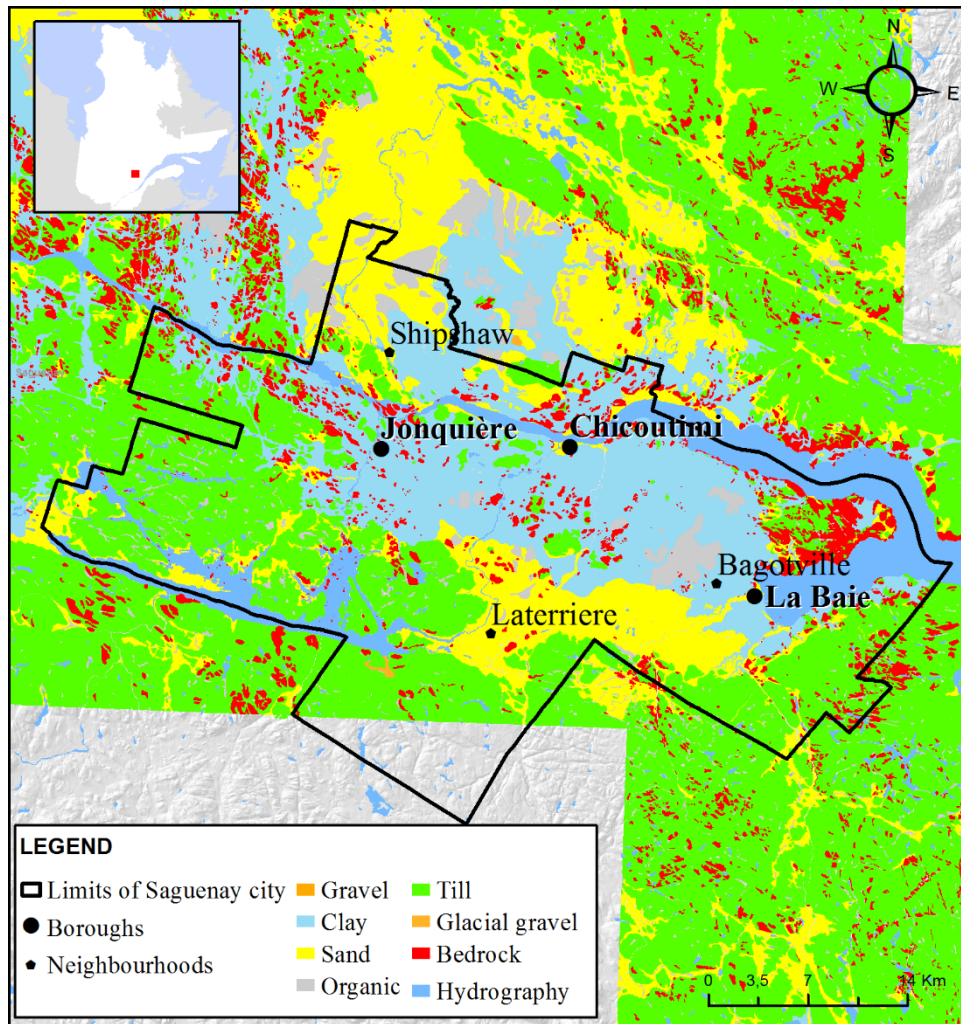 N
W E
S
Shipshaw
Jonquière
Chicoutimi
Bagotville
La Baie
Laterriere
LEGEND
Limits of Saguenay city
Boroughs
Neighbourhoods
Gravel
Clay
Sand
Organic
Till
Glacial gravel
Bedrock
Hydrography
0 3,5 7 14 Km